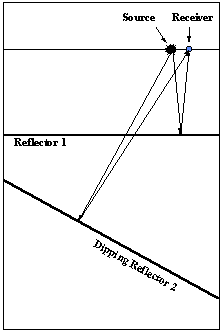 Source Receiver
Reflector 1
Dipping Reflector 2